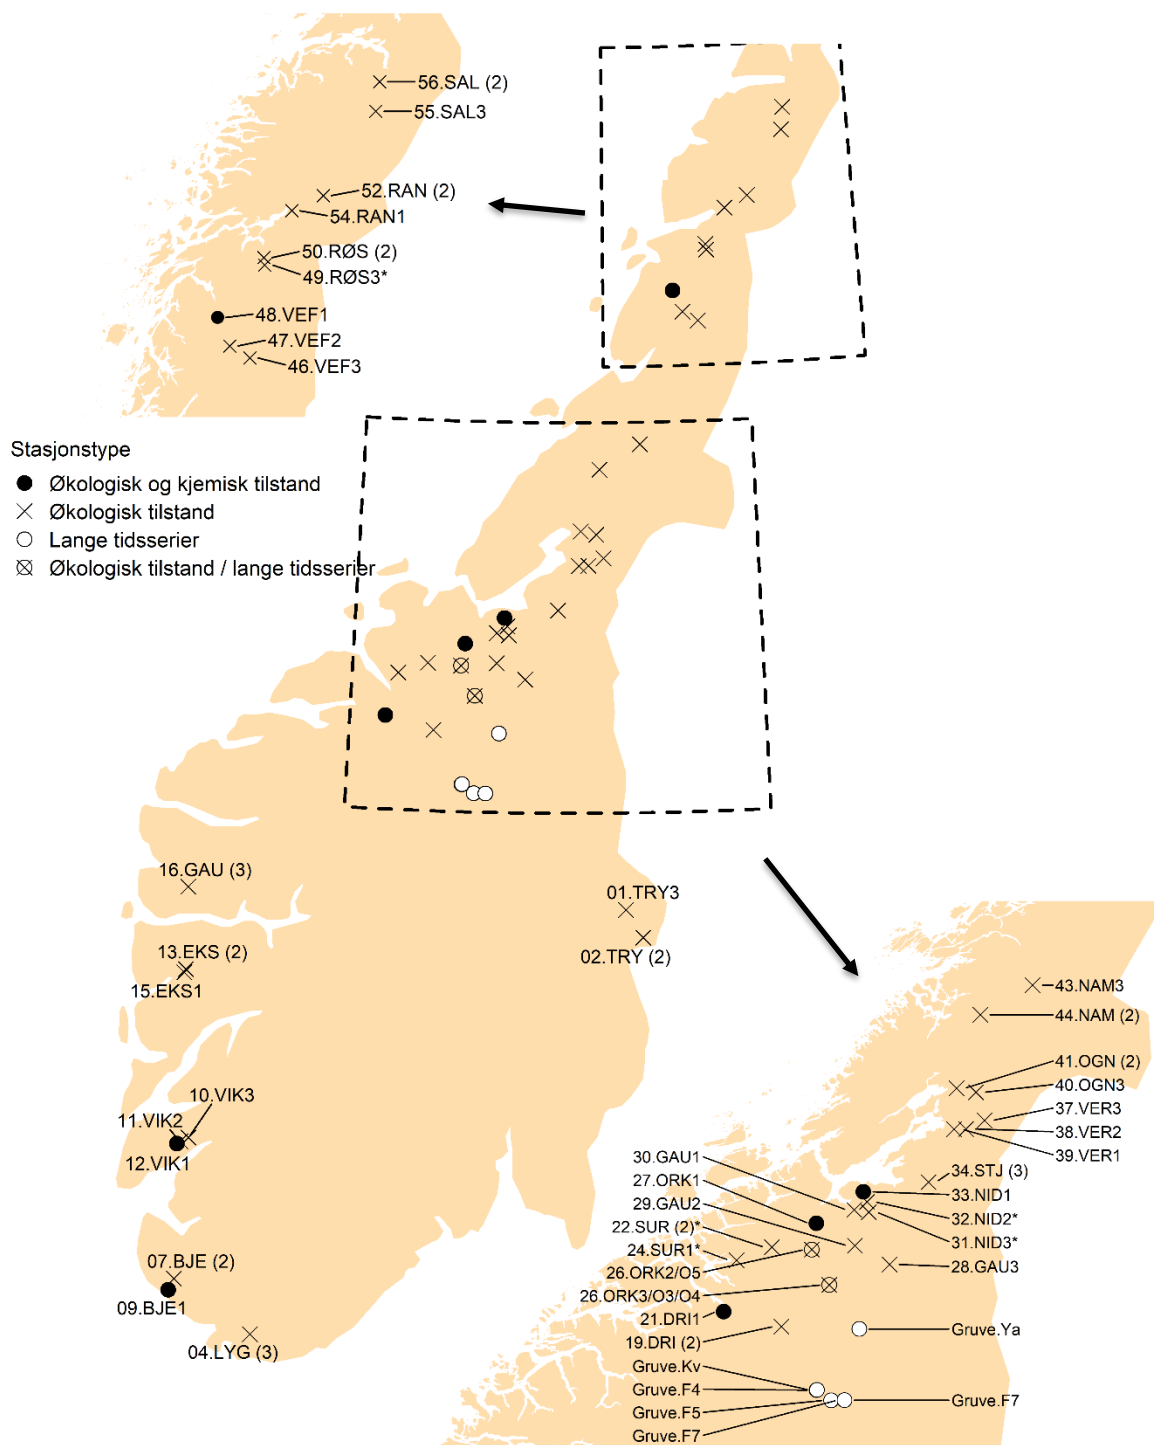 56.SAL (2)
55.SAL3
52.RAN (2)
54.RAN1
50.RØS (2)
49.RØS3*
48.VEF1
47.VEF2
46.VEF3
Stasjonstype
Økologisk og kjemisk tilstand
Økologisk tilstand
Lange tidsserier
Økologisk tilstand / lange tidsserier
16.GAU (3)
01.TRY3
13.EKS (2)
02.TRY (2)
15.EKS1
10.VIK3
11.VIK2
12.VIK1
07.BJE (2)
09.BJE1
04.LYG (3)
43.NAM3
44.NAM (2)
41.OGN (2)
40.OGN3
37.VER3
38.VER2
39.VER1
34.STJ (3)
33.NID1
32.NID2*
31.NID3*
28.GAU3
30.GAU1
27.ORK1
29.GAU2
22.SUR (2)*
24.SUR1*
26.ORK2/O5
26.ORK3/O3/O4
21.DRI1
19.DRI (2)
Gruve.Ya
Gruve.Kv
Gruve.F4
Gruve.F5
Gruve.F7
Gruve.F7